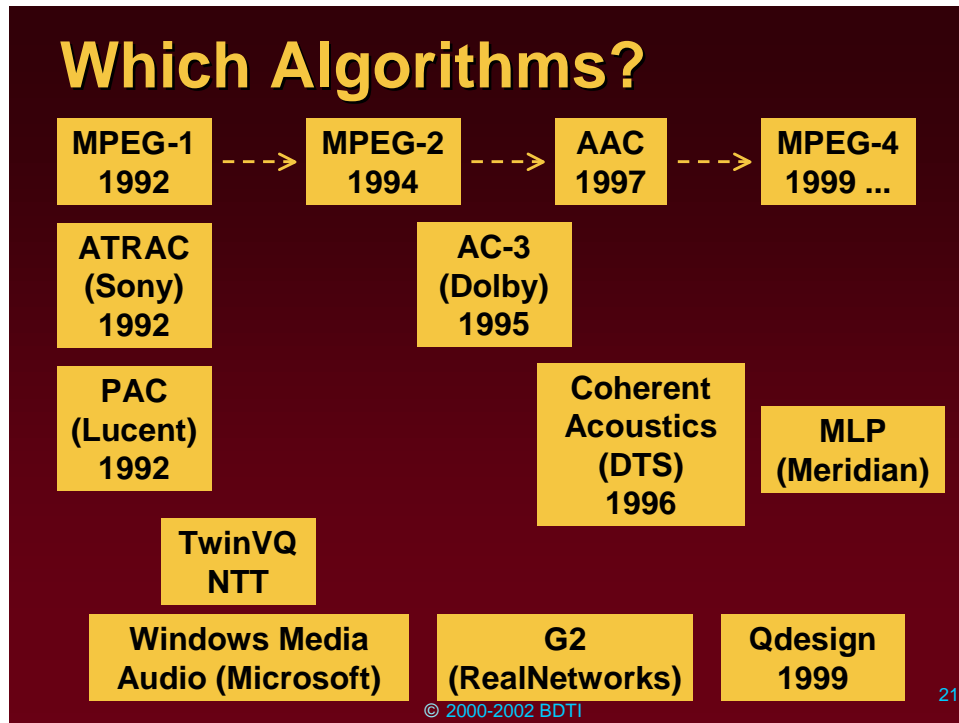 Which Algorithms?
MPEG-1
1992
MPEG-2
1994
AAC
1997
MPEG-4
1999 ...
ATRAC
(Sony)
1992
AC-3
(Dolby)
1995
PAC
(Lucent)
1992
Coherent
Acoustics
(DTS)
1996
MLP
(Meridian)
TwinVQ
NTT
Windows Media
Audio (Microsoft)
G2
(RealNetworks)
Qdesign
1999
© 2000-2002 BDTI
21